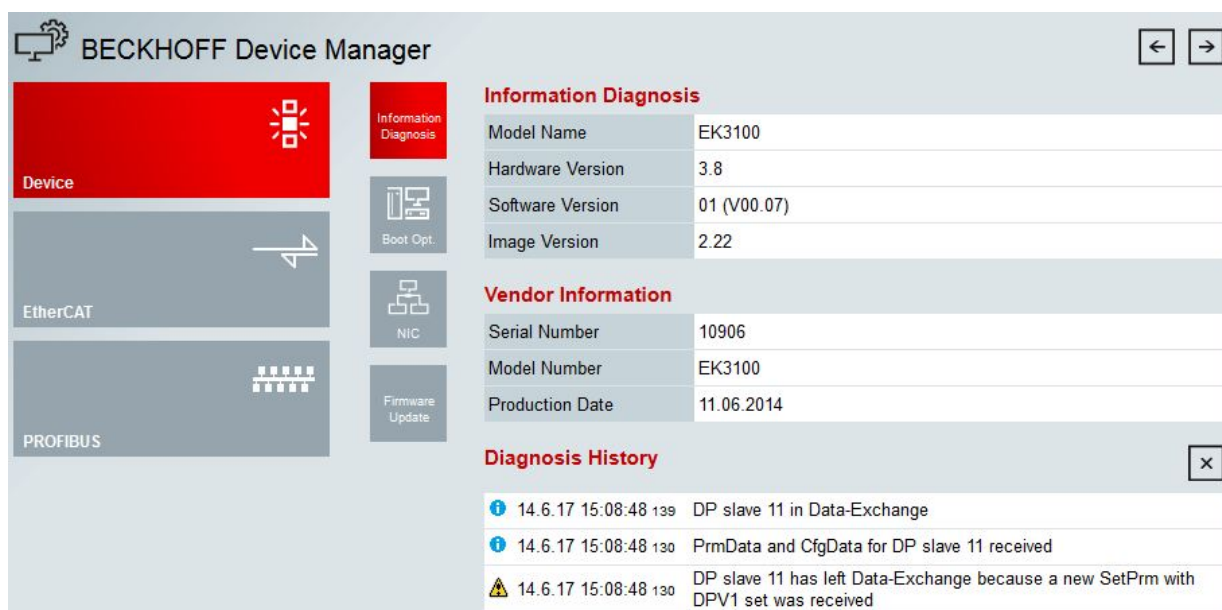 BECKHOFF Device Manager
Device
EtherCAT
PROFIBUS
Information
Diagnosis
Boot Opt.
NIC
Firmware
Update
Information Diagnosis
Model Name EK3100
Hardware Version 3.8
Software Version 01 (V00.07)
Image Version 2.22
Vendor Information
Serial Number 10906
Model Number EK3100
Production Date 11.06.2014
Diagnosis History
14.6.17 15:08:48 139 DP slave 11 in Data-Exchange
14.6.17 15:08:48 130 PrmData and CfgData for DP slave 11 received
14.6.17 15:08:48 130 DP slave 11 has left Data-Exchange because a new SetPrm with
DPV1 set was received